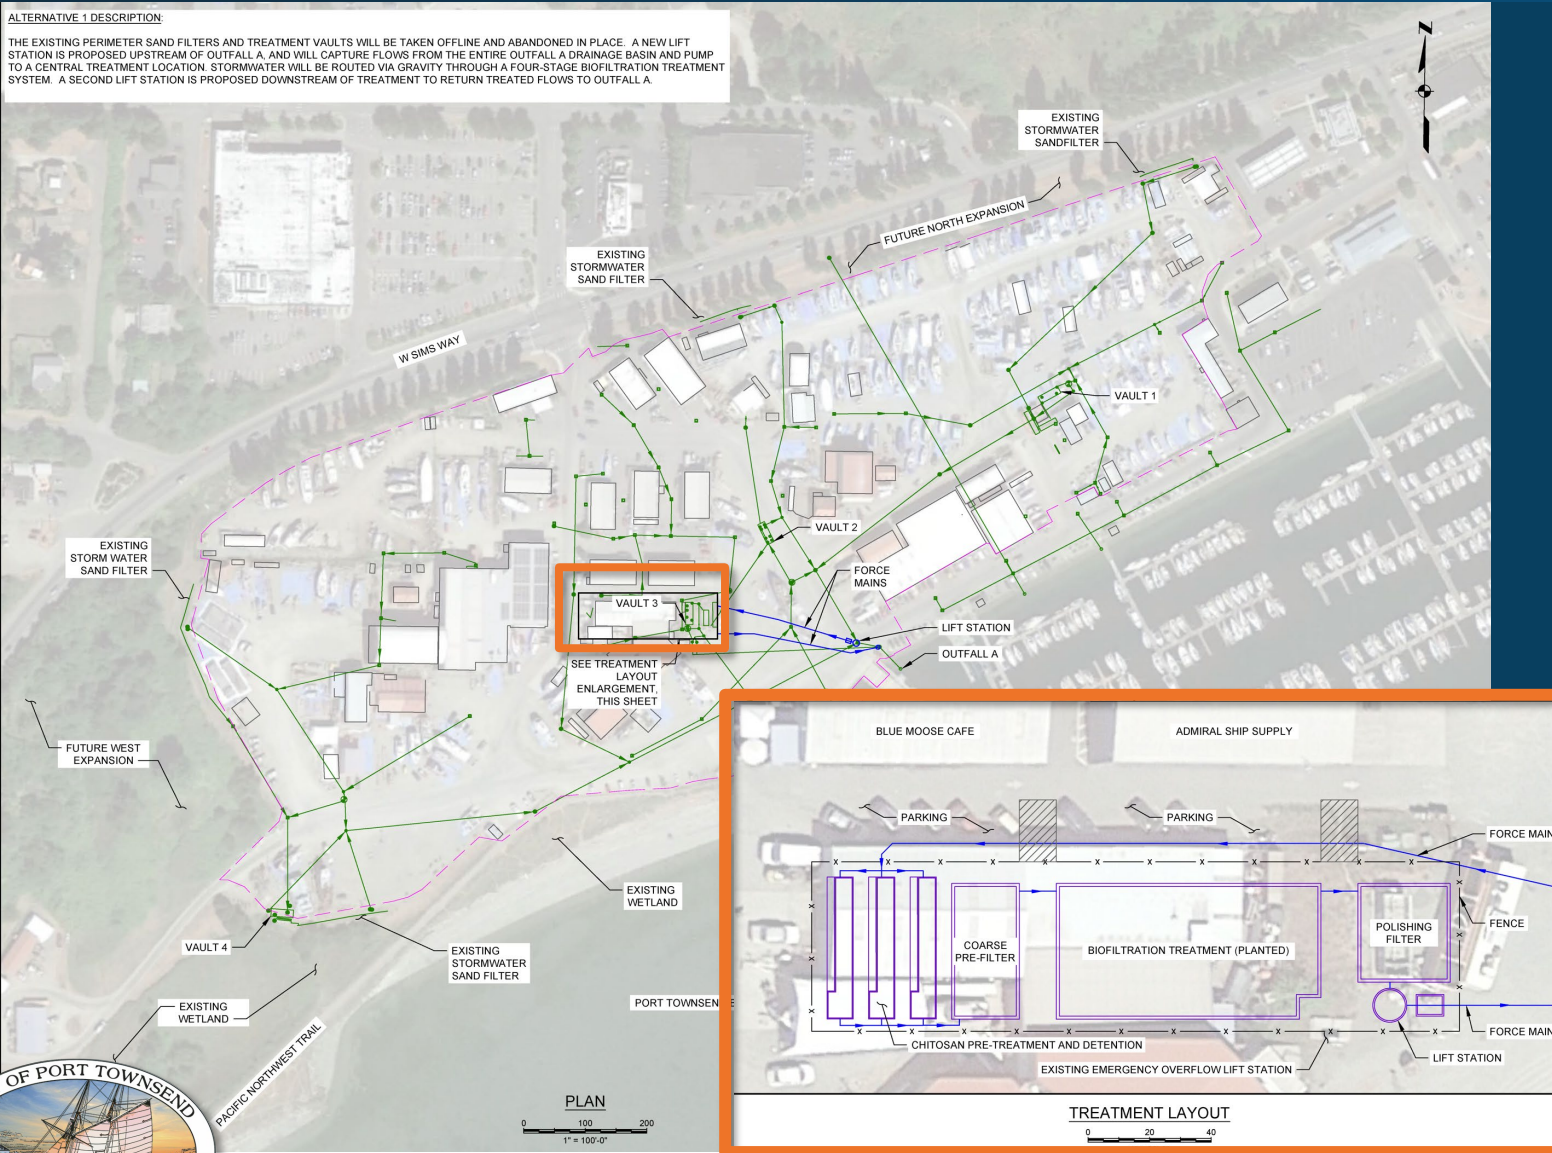 ALTERNATIVE 1 DESCRIPTION:
THE EXISTING PERIMETER SAND FILTERS AND TREATMENT VAULTS WILL BE TAKEN OFFLINE AND ABANDONED IN PLACE. A NEW LIFT
STATION IS PROPOSED UPSTREAM OF OUTFALL A, AND WILL CAPTURE FLOWS FROM THE ENTIRE OUTFALL A DRAINAGE BASIN AND PUMP
TO A CENTRAL TREATMENT LOCATION. STORMWATER WILL BE ROUTED VIA GRAVITY THROUGH A FOUR-STAGE BIOFILTRATION TREATMENT
SYSTEM. A SECOND LIFT STATION IS PROPOSED DOWNSTREAM OF TREATMENT TO RETURN TREATED FLOWS TO OUTFALL A.
N
EXISTING
STORMWATER
SANDFILTER
FUTURE NORTH EXPANSION
EXISTING
STORMWATER
SAND FILTER
W SIMS WAY
VAULT 1
VAULT 2
EXISTING
STORM WATER
SAND FILTER
FORCE
MAINS
VAULT 3
LIFT STATION
OUTFALL A
SEE TREATMENT
LAYOUT
ENLARGEMENT,
THIS SHEET
FUTURE WEST
EXPANSION
EXISTING
WETLAND
VAULT 4
EXISTING
STORMWATER
SAND FILTER
EXISTING
WETLAND
PORT TOWNSEN
PACIFIC NORTHWEST TRAIL
OF PORT TOWNSEND
PLAN
0 100 200
1" = 100'-0"
BLUE MOOSE CAFE
ADMIRAL SHIP SUPPLY
PARKING
PARKING
FORCE MAIN
COARSE
PRE-FILTER
BIOFILTRATION TREATMENT (PLANTED)
POLISHING
FILTER
FENCE
FORCE MAIN
CHITOSAN PRE-TREATMENT AND DETENTION
LIFT STATION
EXISTING EMERGENCY OVERFLOW LIFT STATION
TREATMENT LAYOUT
0 20 40